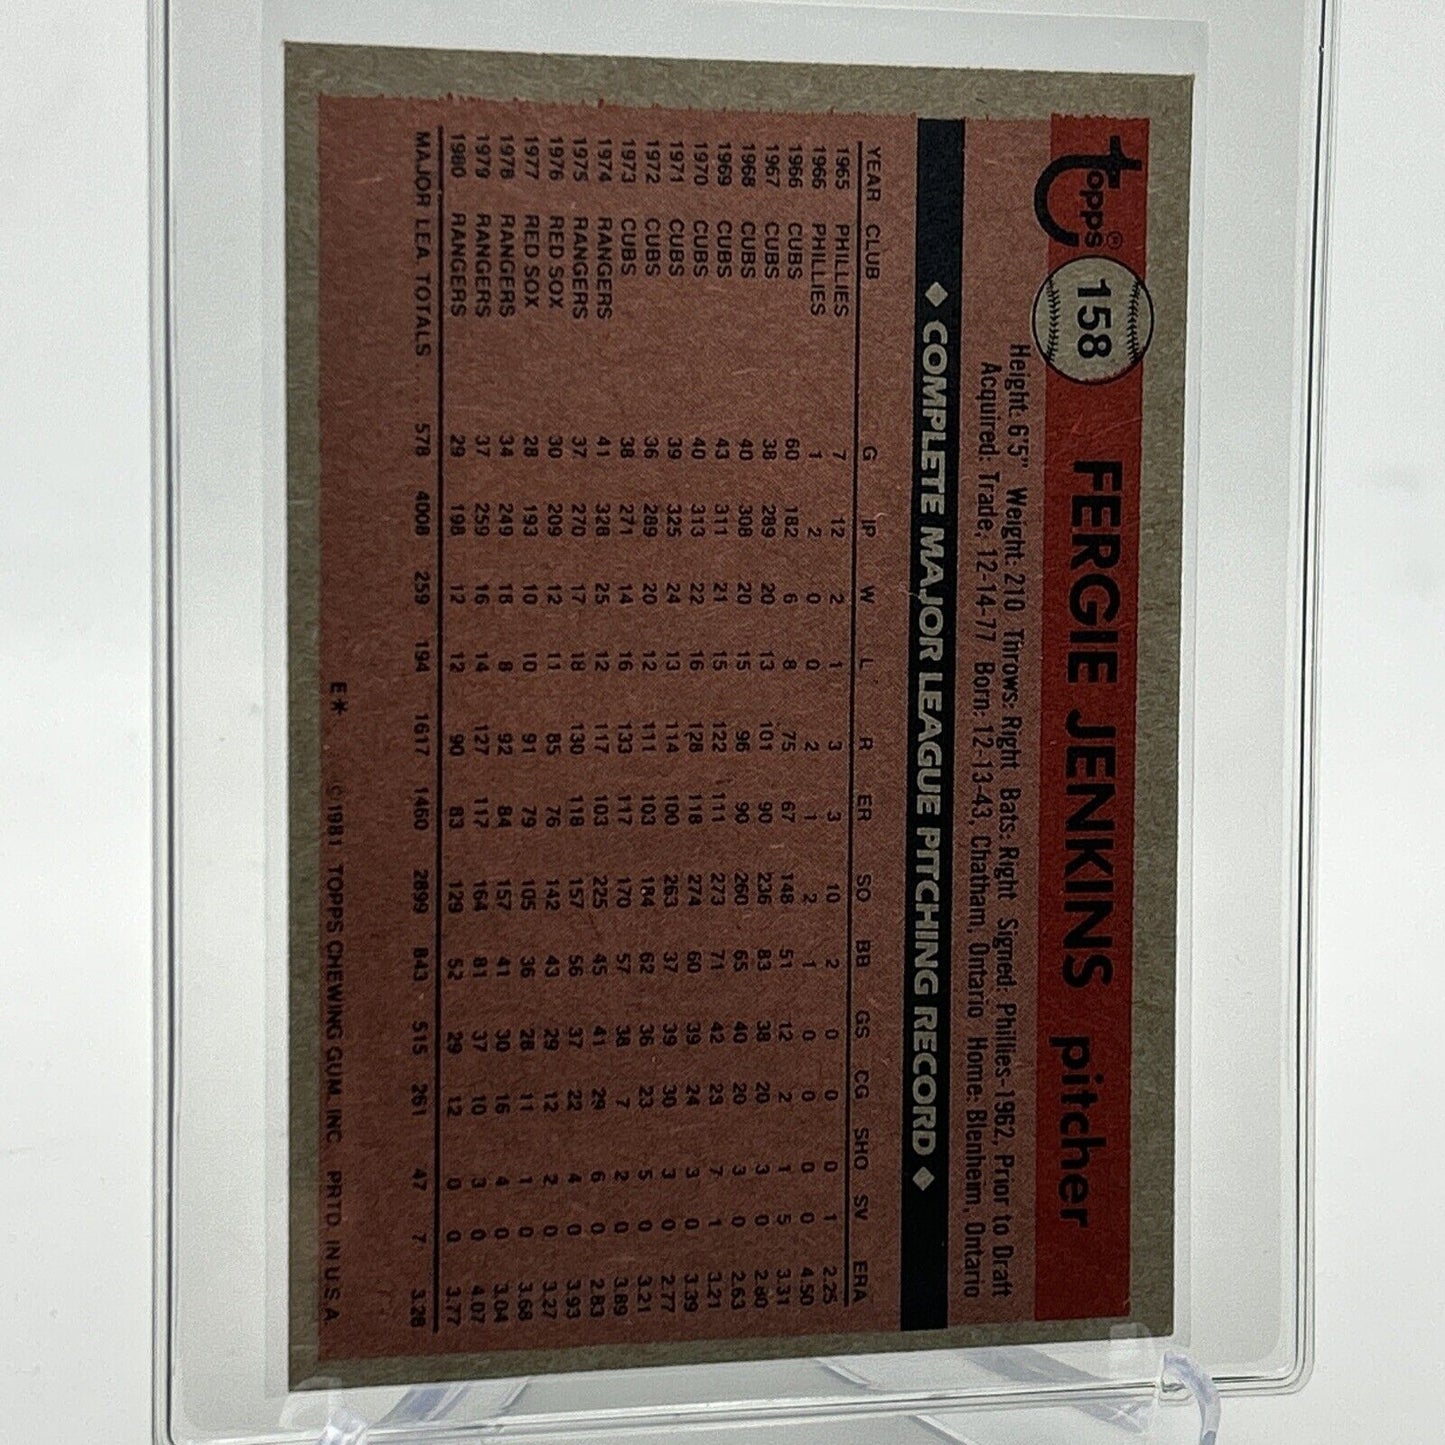 topps® 158 FERGIE JENKINS pitcher
Height: 6'5" Weight: 210 Throws: Right Bats: Right Signed: Phillies-1962, Prior to Draft
Acquired: Trade, 12-14-77 Born: 12-13-43, Chatham, Ontario Home: Blenheim, Ontario
◆ COMPLETE MAJOR LEAGUE PITCHING RECORD ◆
YEAR CLUB G IP W L R ER SO BB GS CG SHO SV ERA
1965 PHILLIES 7 12 2 1 3 3 10 2 0 0 0 1 2.25
1966 PHILLIES 1 2 0 0 2 1 2 1 0 0 0 0 4.50
1966 CUBS 60 182 6 8 75 67 148 51 12 2 1 5 3.31
1967 CUBS 38 289 20 13 101 90 236 83 38 20 3 0 2.80
1968 CUBS 40 308 20 15 96 90 260 65 40 20 3 0 2.63
1969 CUBS 43 311 21 15 122 111 273 71 42 23 7 1 3.21
1970 CUBS 40 313 22 16 128 118 274 60 39 24 3 0 3.39
1971 CUBS 39 325 24 13 114 100 263 37 39 30 3 0 2.77
1972 CUBS 36 289 20 12 111 103 184 62 36 23 5 0 3.21
1973 CUBS 38 271 14 16 133 117 170 57 38 7 2 0 3.89
1974 RANGERS 41 328 25 12 117 103 225 45 41 29 6 0 2.83
1975 RANGERS 37 270 17 18 130 118 157 56 37 22 4 0 3.93
1976 RED SOX 30 209 12 11 85 76 142 43 29 12 2 0 3.27
1977 RED SOX 28 193 10 10 91 79 105 36 28 11 1 0 3.68
1978 RANGERS 34 249 18 8 92 84 157 41 30 16 4 0 3.04
1979 RANGERS 37 259 16 14 127 117 164 81 37 10 3 0 4.07
1980 RANGERS 29 198 12 12 90 83 129 52 29 12 0 0 3.77
MAJOR LEA. TOTALS . . . 578 4008 259 194 1617 1460 2899 843 515 261 47 7 3.28
E* © 1981 TOPPS CHEWING GUM, INC. PRTD. IN U.S.A.